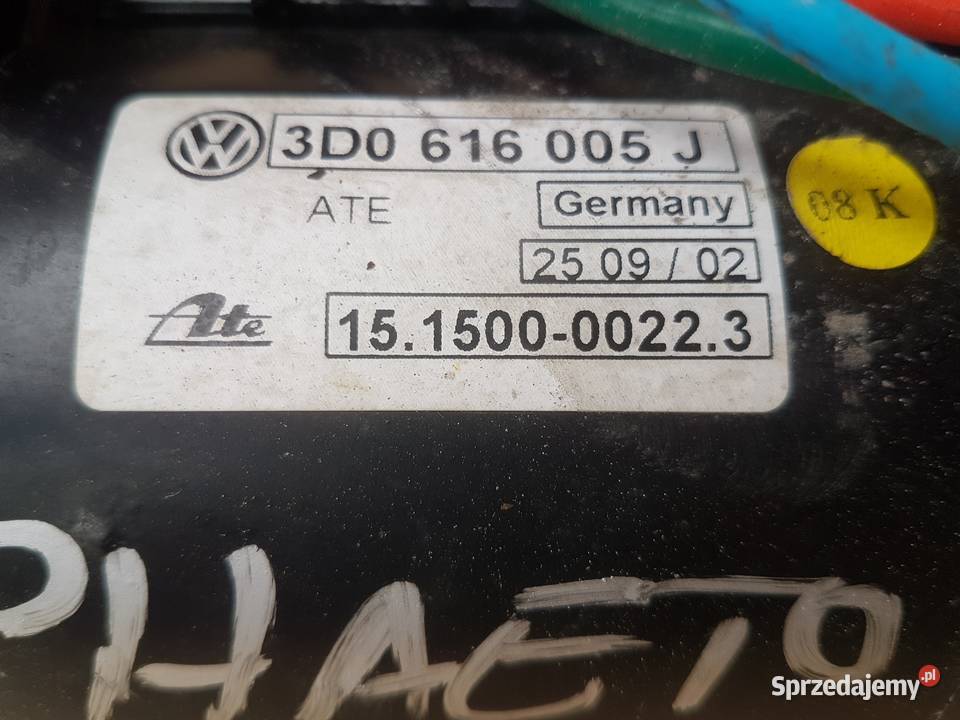 3D0 616 005 J
ATE
Germany
25 09 / 02
Ate
15.1500-0022.3
08 K
PHAETO
Sprzedajemy.pl